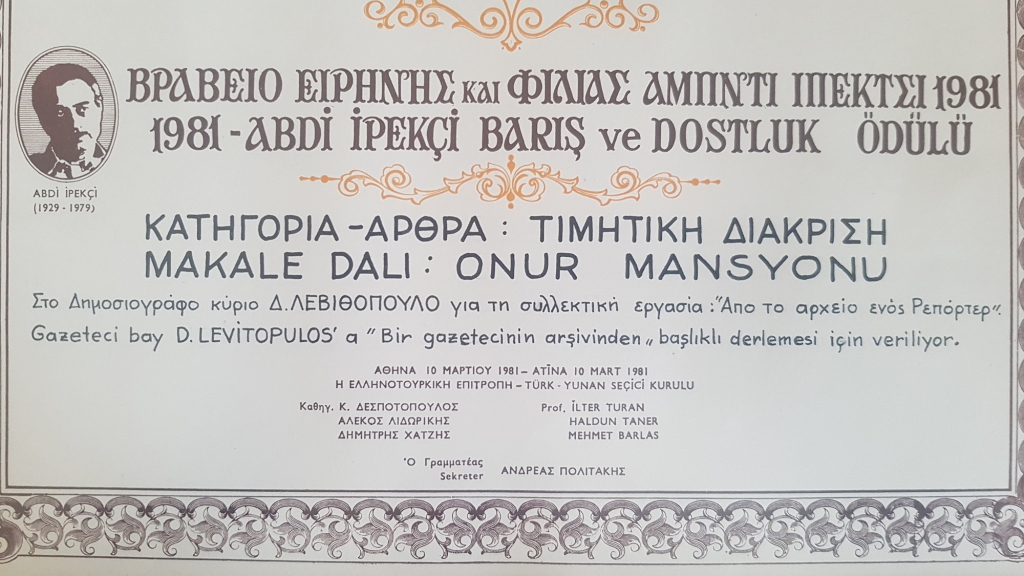 ΒΡΑΒΕΙΟ ΕΙΡΗΝΗΣ και ΦΙΛΙΑΣ ΑΜΠΝΤΙ ΙΠΕΚΤΣΙ 1981
1981 - ABDİ İPEKÇİ BARIŞ ve DOSTLUK ÖDÜLÜ
ABDİ İPEKÇİ
(1929 - 1979)
ΚΑΤΗΓΟΡΙΑ - ΑΡΘΡΑ : ΤΙΜΗΤΙΚΗ ΔΙΑΚΡΙΣΗ
MAKALE DALI : ONUR MANSYONU
Στο Δημοσιογράφο κύριο Δ.ΛΕΒΙΘΟΠΟΥΛΟ για τη συλλεκτική εργασία : "Απο το αρχείο ενός Ρεπόρτερ".
Gazeteci bay D. LEVITOPULOS' a " Bir gazetecinin arşivinden „ başlıklı derlemesi için veriliyor.
ΑΘΗΝΑ 10 ΜΑΡΤΙΟΥ 1981 – ATİNA 10 MART 1981
Η ΕΛΛΗΝΟΤΟΥΡΚΙΚΗ ΕΠΙΤΡΟΠΗ – TÜRK - YUNAN SEÇİCİ KURULU
Καθηγ. Κ. ΔΕΣΠΟΤΟΠΟΥΛΟΣ Prof. İLTER TURAN
ΑΛΕΚΟΣ ΛΙΔΩΡΙΚΗΣ HALDUN TANER
ΔΗΜΗΤΡΗΣ ΧΑΤΖΗΣ MEHMET BARLAS
Ὁ Γραμματέας
Sekreter ΑΝΔΡΕΑΣ ΠΟΛΙΤΑΚΗΣ